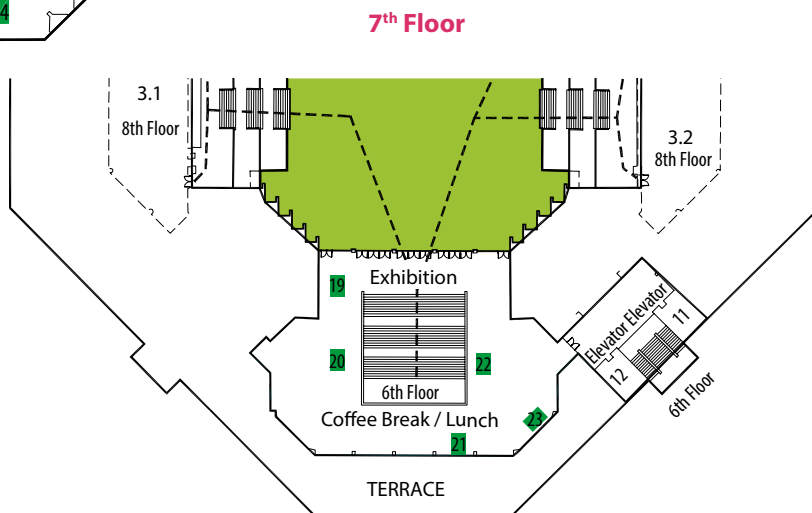 4
7th Floor
3.1
8th Floor
3.2
8th Floor
Exhibition
19
Elevator Elevator
11
12
20
22
6th Floor
6th Floor
Coffee Break / Lunch
23
21
TERRACE